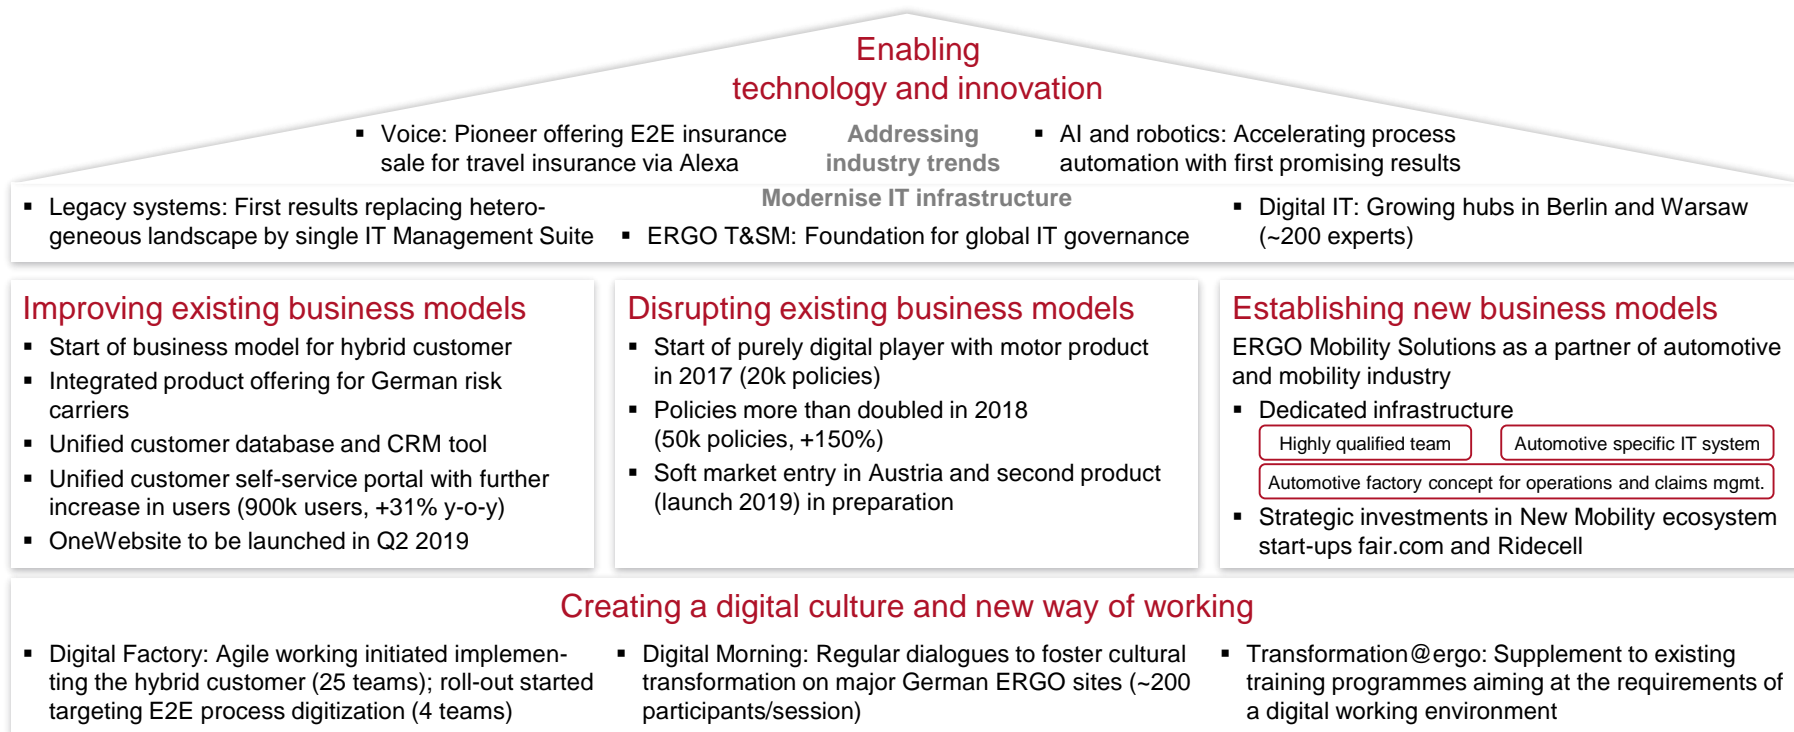 Enabling
technology and innovation
▪ Voice: Pioneer offering E2E insurance
sale for travel insurance via Alexa
Addressing
industry trends
▪ AI and robotics: Accelerating process
automation with first promising results
Modernise IT infrastructure
▪ Legacy systems: First results replacing hetero-
geneous landscape by single IT Management Suite
▪ ERGO T&SM: Foundation for global IT governance
▪ Digital IT: Growing hubs in Berlin and Warsaw
(~200 experts)
Improving existing business models
▪ Start of business model for hybrid customer
▪ Integrated product offering for German risk
carriers
▪ Unified customer database and CRM tool
▪ Unified customer self-service portal with further
increase in users (900k users, +31% y-o-y)
▪ OneWebsite to be launched in Q2 2019
Disrupting existing business models
▪ Start of purely digital player with motor product
in 2017 (20k policies)
▪ Policies more than doubled in 2018
(50k policies, +150%)
▪ Soft market entry in Austria and second product
(launch 2019) in preparation
Establishing new business models
ERGO Mobility Solutions as a partner of automotive
and mobility industry
▪ Dedicated infrastructure
Highly qualified team
Automotive specific IT system
Automotive factory concept for operations and claims mgmt.
▪ Strategic investments in New Mobility ecosystem
start-ups fair.com and Ridecell
Creating a digital culture and new way of working
▪ Digital Factory: Agile working initiated implemen-
ting the hybrid customer (25 teams); roll-out started
targeting E2E process digitization (4 teams)
▪ Digital Morning: Regular dialogues to foster cultural
transformation on major German ERGO sites (~200
participants/session)
▪ Transformation@ergo: Supplement to existing
training programmes aiming at the requirements of
a digital working environment